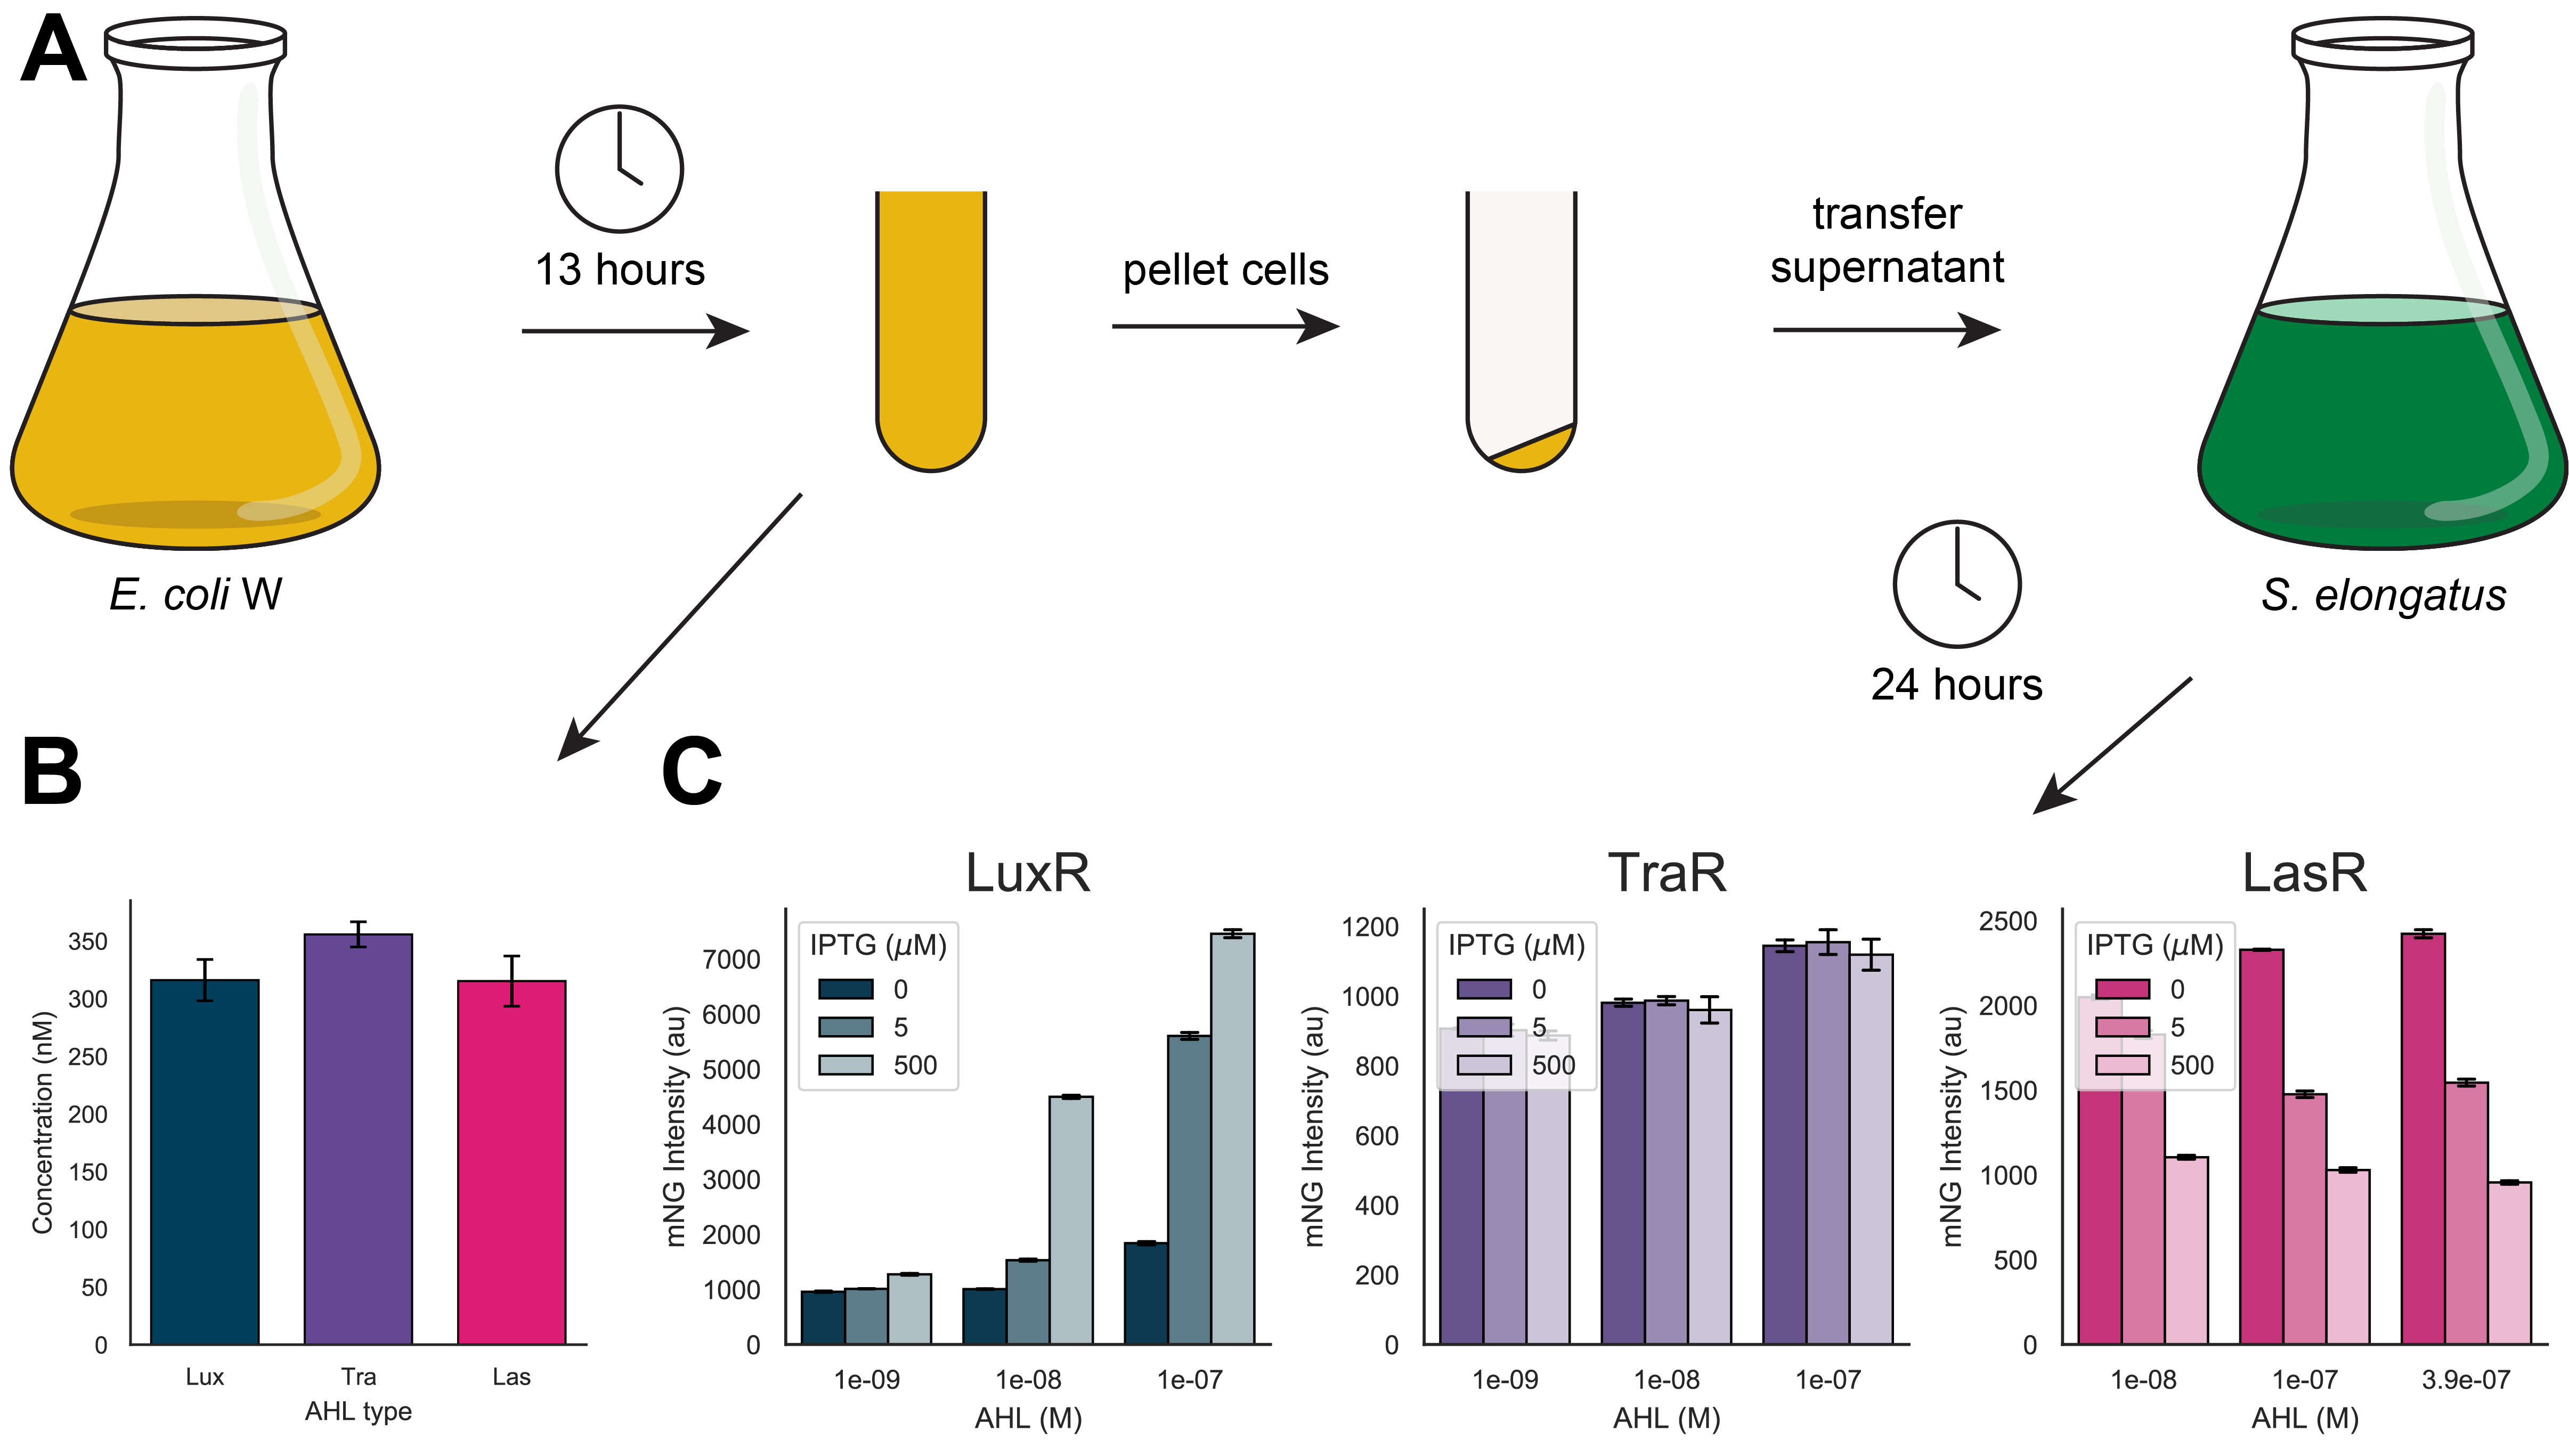 A
13 hours
pellet cells
transfer
supernatant
E. coli W
S. elongatus
24 hours
B
Concentration (nM)
350
300
250
200
150
100
50
0
Lux Tra Las
AHL type
C
LuxR
IPTG (μM)
0
5
500
mNG Intensity (au)
7000
6000
5000
4000
3000
2000
1000
0
1e-09 1e-08 1e-07
AHL (M)
TraR
IPTG (μM)
0
5
500
mNG Intensity (au)
1200
1000
800
600
400
200
0
1e-09 1e-08 1e-07
AHL (M)
LasR
IPTG (μM)
0
5
500
mNG Intensity (au)
2500
2000
1500
1000
500
0
1e-08 1e-07 3.9e-07
AHL (M)